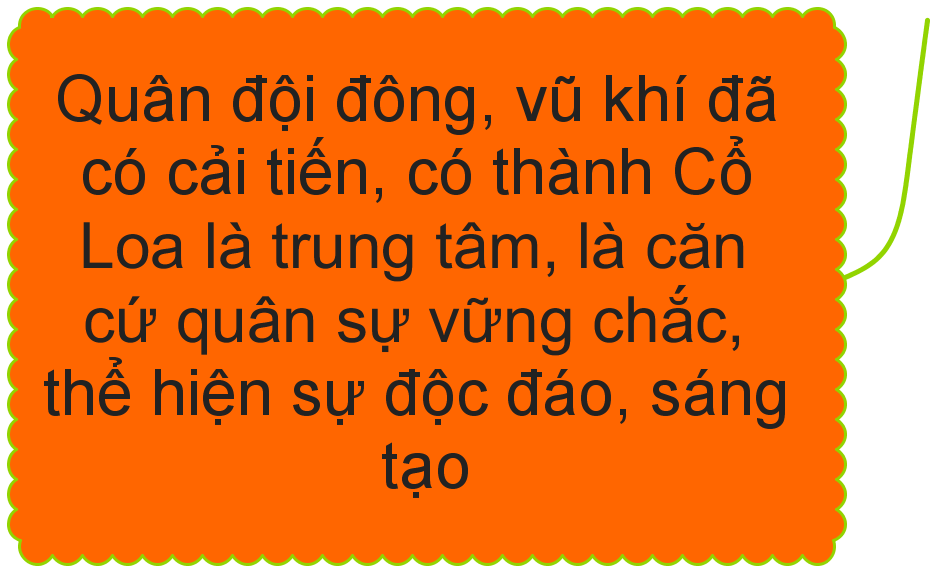 Quân đội đông, vũ khí đã
có cải tiến, có thành Cổ
Loa là trung tâm, là căn
cứ quân sự vững chắc,
thể hiện sự độc đáo, sáng
tạo